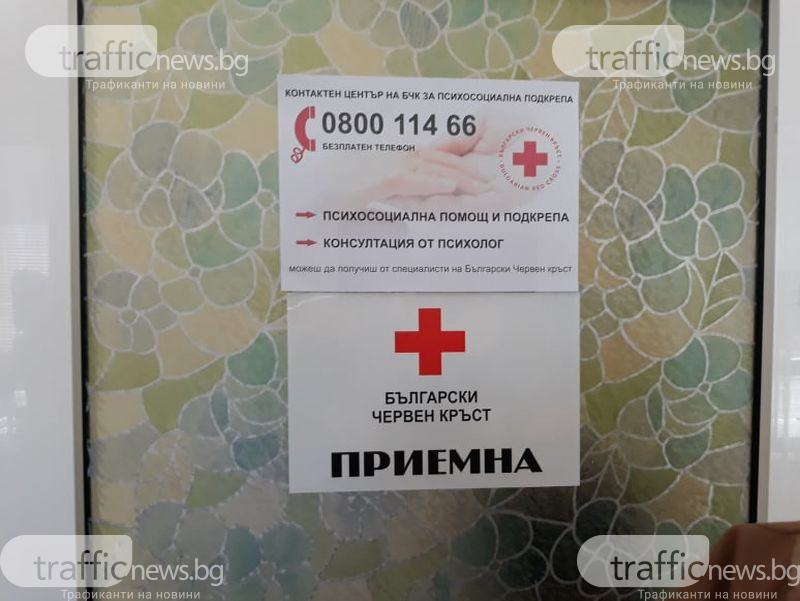 trafficnews.bg
Трафиканти на новини
trafficnews.bg
Трафиканти на новини
КОНТАКТЕН ЦЕНТЪР НА БЧК ЗА ПСИХОСОЦИАЛНА ПОДКРЕПА
0800 114 66
БЕЗПЛАТЕН ТЕЛЕФОН
БЪЛГАРСКИ ЧЕРВЕН КРЪСТ
BULGARIAN RED CROSS
ПСИХОСОЦИАЛНА ПОМОЩ И ПОДКРЕПА
КОНСУЛТАЦИЯ ОТ ПСИХОЛОГ
можеш да получиш от специалисти на Български Червен кръст
БЪЛГАРСКИ
ЧЕРВЕН КРЪСТ
ПРИЕМНА
trafficnews.bg
Трафиканти на новини
trafficnews.bg
Трафиканти на новини